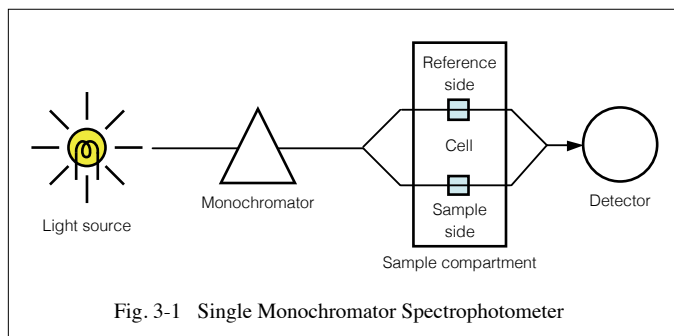 Reference
side
Cell
Sample
side
Light source
Monochromator
Detector
Sample compartment
Fig. 3-1 Single Monochromator Spectrophotometer